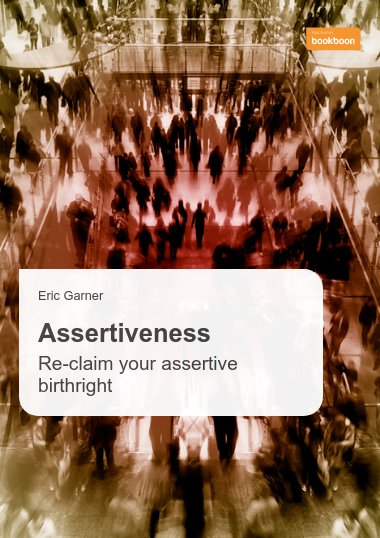 bookboon
Eric Garner
Assertiveness
Re-claim your assertive
birthright